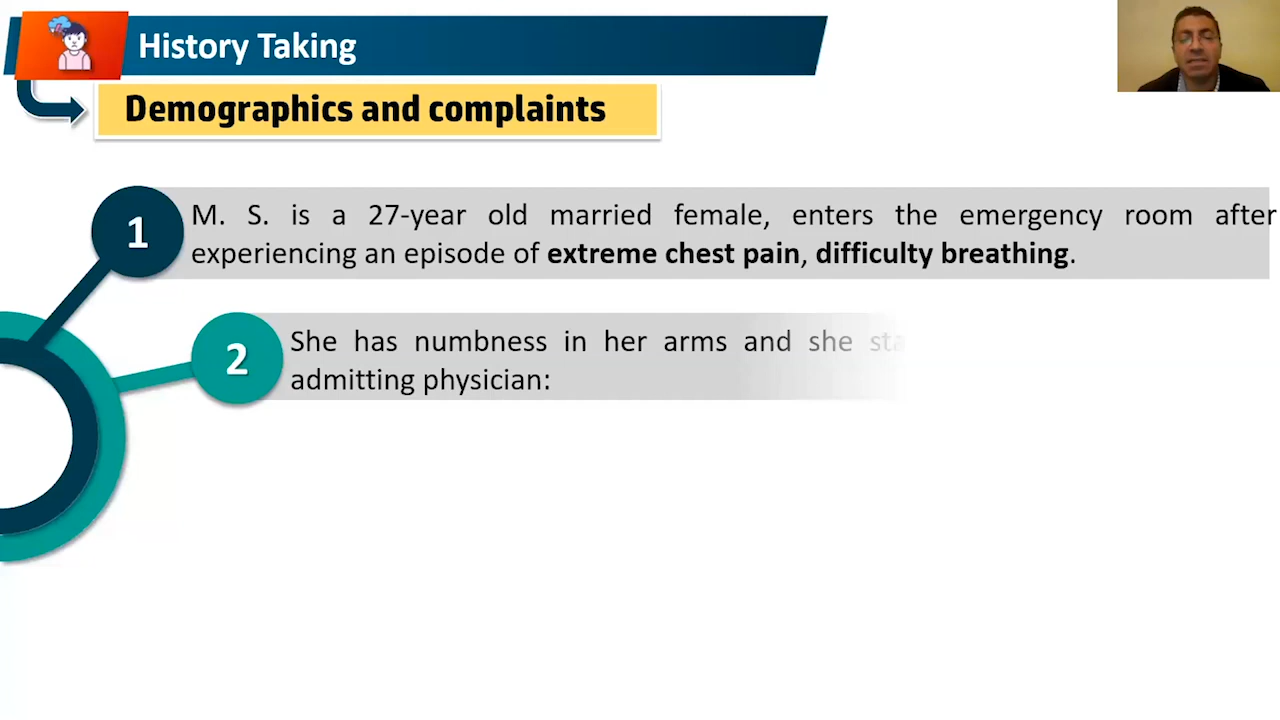 History Taking
Demographics and complaints
1
M. S. is a 27-year old married female, enters the emergency room after
experiencing an episode of extreme chest pain, difficulty breathing.
2
She has numbness in her arms and she
admitting physician: